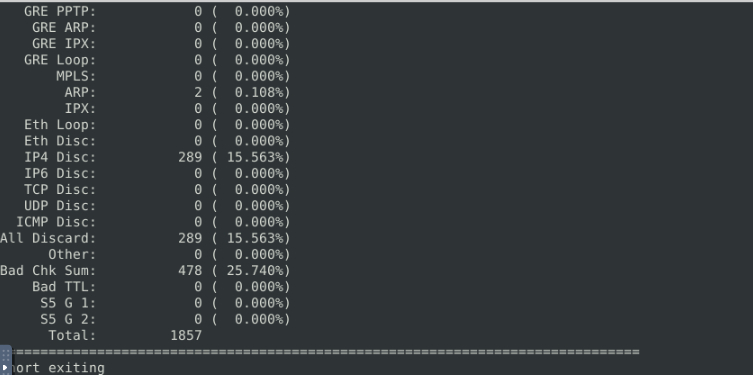 GRE PPTP: 0 ( 0.000%)
GRE ARP: 0 ( 0.000%)
GRE IPX: 0 ( 0.000%)
GRE Loop: 0 ( 0.000%)
MPLS: 0 ( 0.000%)
ARP: 2 ( 0.108%)
IPX: 0 ( 0.000%)
Eth Loop: 0 ( 0.000%)
Eth Disc: 0 ( 0.000%)
IP4 Disc: 289 ( 15.563%)
IP6 Disc: 0 ( 0.000%)
TCP Disc: 0 ( 0.000%)
UDP Disc: 0 ( 0.000%)
ICMP Disc: 0 ( 0.000%)
All Discard: 289 ( 15.563%)
Other: 0 ( 0.000%)
Bad Chk Sum: 478 ( 25.740%)
Bad TTL: 0 ( 0.000%)
S5 G 1: 0 ( 0.000%)
S5 G 2: 0 ( 0.000%)
Total: 1857
===============================================================================
ort exiting